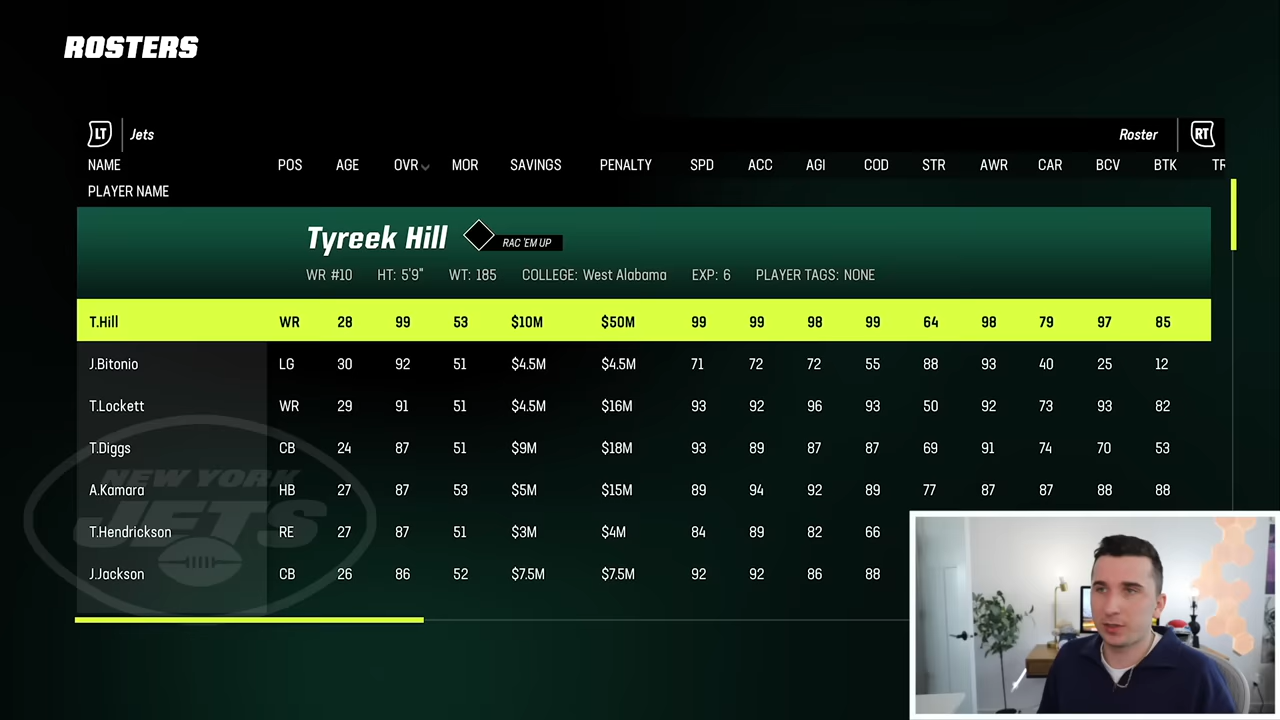 ROSTERS
LT Jets Roster RT
NAME POS AGE OVR MOR SAVINGS PENALTY SPD ACC AGI COD STR AWR CAR BCV BTK TR
PLAYER NAME
Tyreek Hill RAC 'EM UP
WR #10 HT: 5'9" WT: 185 COLLEGE: West Alabama EXP: 6 PLAYER TAGS: NONE
T.Hill WR 28 99 53 $10M $50M 99 99 98 99 64 98 79 97 85
J.Bitonio LG 30 92 51 $4.5M $4.5M 71 72 72 55 88 93 40 25 12
T.Lockett WR 29 91 51 $4.5M $16M 93 92 96 93 50 92 73 93 82
T.Diggs CB 24 87 51 $9M $18M 93 89 87 87 69 91 74 70 53
A.Kamara HB 27 87 53 $5M $15M 89 94 92 89 77 87 87 88 88
T.Hendrickson RE 27 87 51 $3M $4M 84 89 82 66
J.Jackson CB 26 86 52 $7.5M $7.5M 92 92 86 88
NEW YORK
JETS